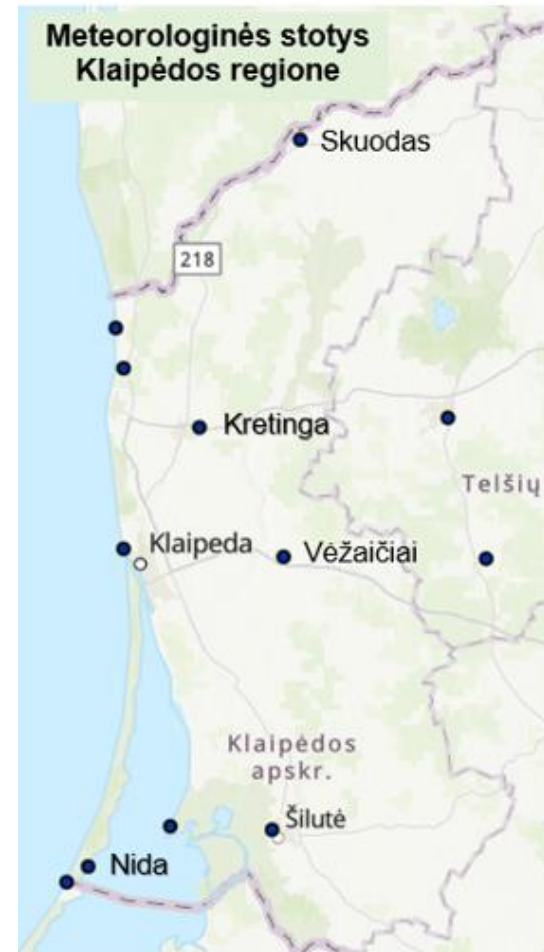 Meteorologinės stotys
Klaipėdos regione
Skuodas
218
Kretinga
Telšių
Klaipeda
Vėžaičiai
Klaipėdos
apskr.
Šilutė
Nida